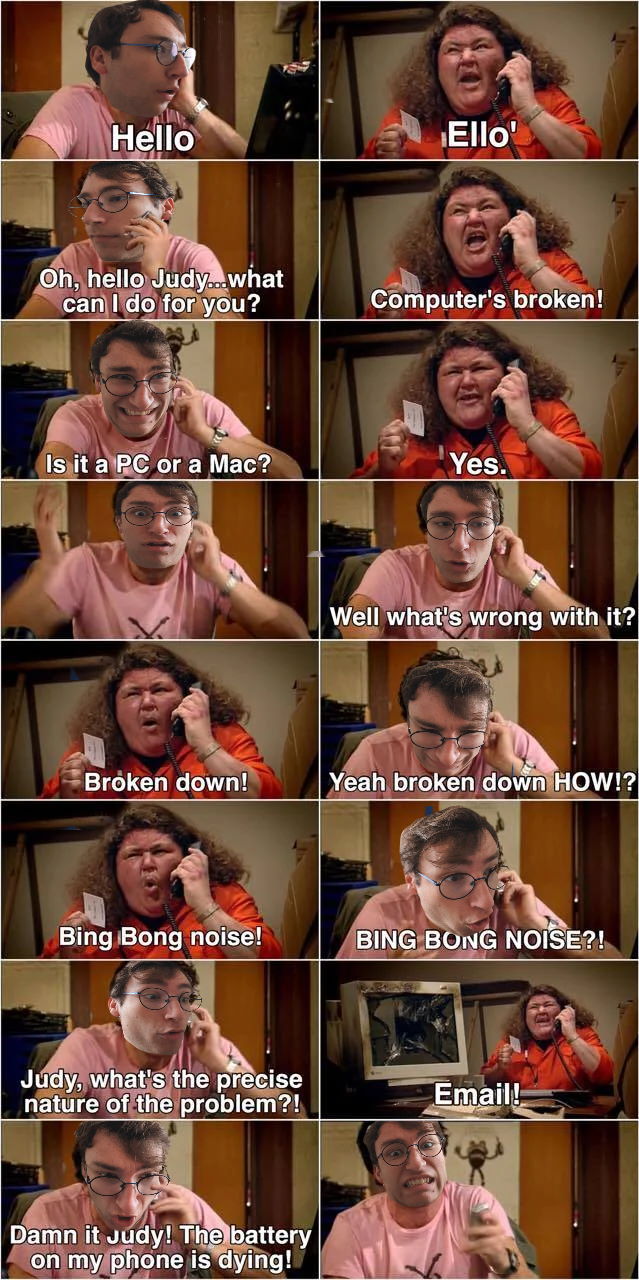 Hello
Ello'
Oh, hello Judy...what
can I do for you?
Computer's broken!
Is it a PC or a Mac?
Yes.
Well what's wrong with it?
Broken down!
Yeah broken down HOW!?
Bing Bong noise!
BING BONG NOISE?!
Judy, what's the precise
nature of the problem?!
Email!
Damn it Judy! The battery
on my phone is dying!